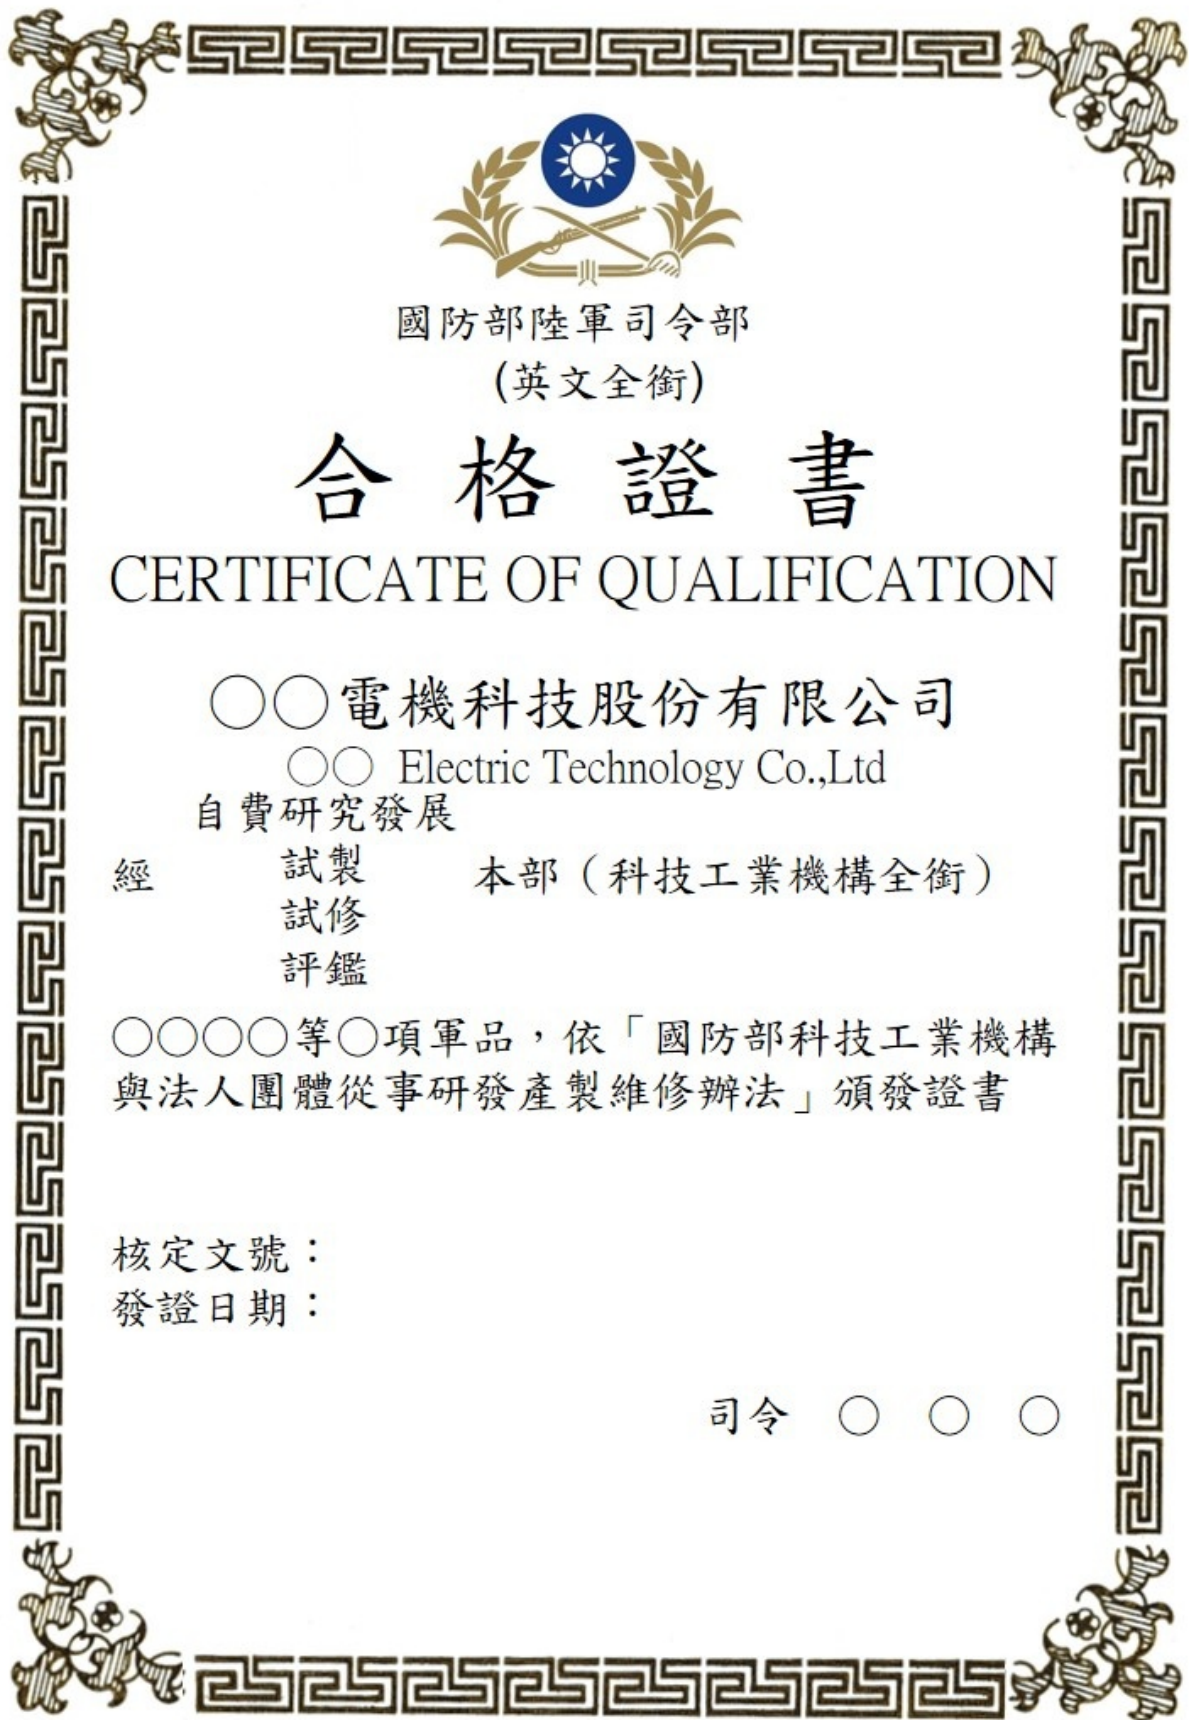 國防部陸軍司令部
(英文全銜)
合格證書
CERTIFICATE OF QUALIFICATION
○○電機科技股份有限公司
○○ Electric Technology Co.,Ltd
自費研究發展
試製
經 本部（科技工業機構全銜）
試修
評鑑
○○○○等○項軍品，依「國防部科技工業機構
與法人團體從事研發產製維修辦法」頒發證書
核定文號：
發證日期：
司令 ○ ○ ○